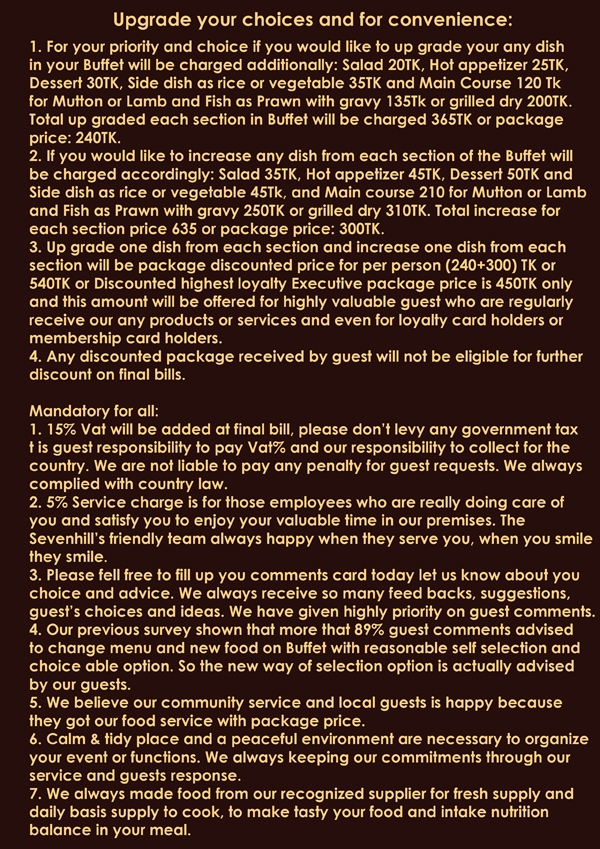 Upgrade your choices and for convenience:
1. For your priority and choice if you would like to up grade your any dish
in your Buffet will be charged additionally: Salad 20TK, Hot appetizer 25TK,
Dessert 30TK, Side dish as rice or vegetable 35TK and Main Course 120 Tk
for Mutton or Lamb and Fish as Prawn with gravy 135Tk or grilled dry 200TK.
Total up graded each section in Buffet will be charged 365TK or package
price: 240TK.
2. If you would like to increase any dish from each section of the Buffet will
be charged accordingly: Salad 35TK, Hot appetizer 45TK, Dessert 50TK and
Side dish as rice or vegetable 45Tk, and Main course 210 for Mutton or Lamb
and Fish as Prawn with gravy 250TK or grilled dry 310TK. Total increase for
each section price 635 or package price: 300TK.
3. Up grade one dish from each section and increase one dish from each
section will be package discounted price for per person (240+300) TK or
540TK or Discounted highest loyalty Executive package price is 450TK only
and this amount will be offered for highly valuable guest who are regularly
receive our any products or services and even for loyalty card holders or
membership card holders.
4. Any discounted package received by guest will not be eligible for further
discount on final bills.
Mandatory for all:
1. 15% Vat will be added at final bill, please don't levy any government tax
t is guest responsibility to pay Vat% and our responsibility to collect for the
country. We are not liable to pay any penalty for guest requests. We always
complied with country law.
2. 5% Service charge is for those employees who are really doing care of
you and satisfy you to enjoy your valuable time in our premises. The
Sevenhill's friendly team always happy when they serve you, when you smile
they smile.
3. Please fell free to fill up you comments card today let us know about you
choice and advice. We always receive so many feed backs, suggestions,
guest's choices and ideas. We have given highly priority on guest comments.
4. Our previous survey shown that more that 89% guest comments advised
to change menu and new food on Buffet with reasonable self selection and
choice able option. So the new way of selection option is actually advised
by our guests.
5. We believe our community service and local guests is happy because
they got our food service with package price.
6. Calm & tidy place and a peaceful environment are necessary to organize
your event or functions. We always keeping our commitments through our
service and guests response.
7. We always made food from our recognized supplier for fresh supply and
daily basis supply to cook, to make tasty your food and intake nutrition
balance in your meal.